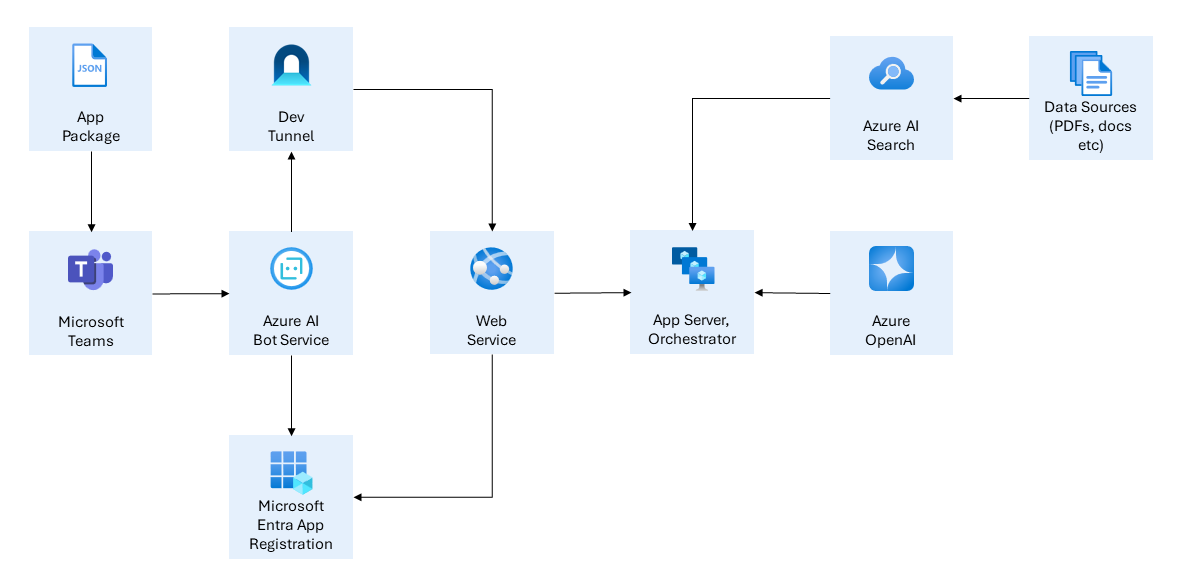 JSON
App
Package
Dev
Tunnel
Azure AI
Search
Data Sources
(PDFs, docs
etc)
T
Microsoft
Teams
Azure AI
Bot Service
Web
Service
App Server,
Orchestrator
Azure
OpenAI
Microsoft
Entra App
Registration